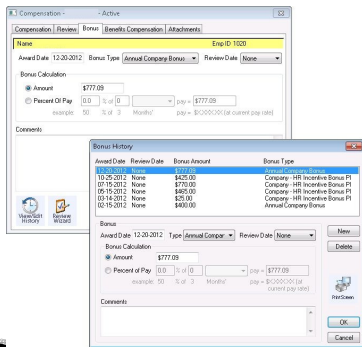 Compensation - - Active
Compensation Review Bonus Benefits Compensation Attachments
Name Emp ID 1020
Award Date 12-20-2012 Bonus Type Annual Company Bonus Review Date None
Bonus Calculation
Amount $777.09
Percent Of Pay 0.0 % of 0 pay = $777.09
example: 50 % of 3 Months' pay = $XXXX.XX (at current pay rate)
Comments
View/Edit History
Review Wizard
Bonus History
Award Date Review Date Bonus Amount Bonus Type
12-20-2012 None $777.09 Annual Company Bonus
10-25-2012 None $425.00 Company - HR Incentive Bonus Pl
07-15-2012 None $770.00 Company - HR Incentive Bonus Pl
05-15-2012 None $465.00 Company - HR Incentive Bonus Pl
03-14-2012 None $25.00 Company - HR Incentive Bonus Pl
02-15-2012 None $400.00 Annual Company Bonus
Bonus
Award Date 12-20-2012 Type Annual Compar Review Date None
Bonus Calculation
Amount $777.09
Percent of Pay 0.0 % of 0 pay = $777.09
example: 50 % of 3 Months' pay = $XXXX.XX (at
current pay rate)
Comments
New
Delete
Print Screen
OK
Cancel